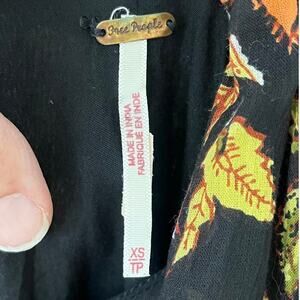 Free People
MADE IN INDIA
FABRIQUÉ EN INDE
XS
TP